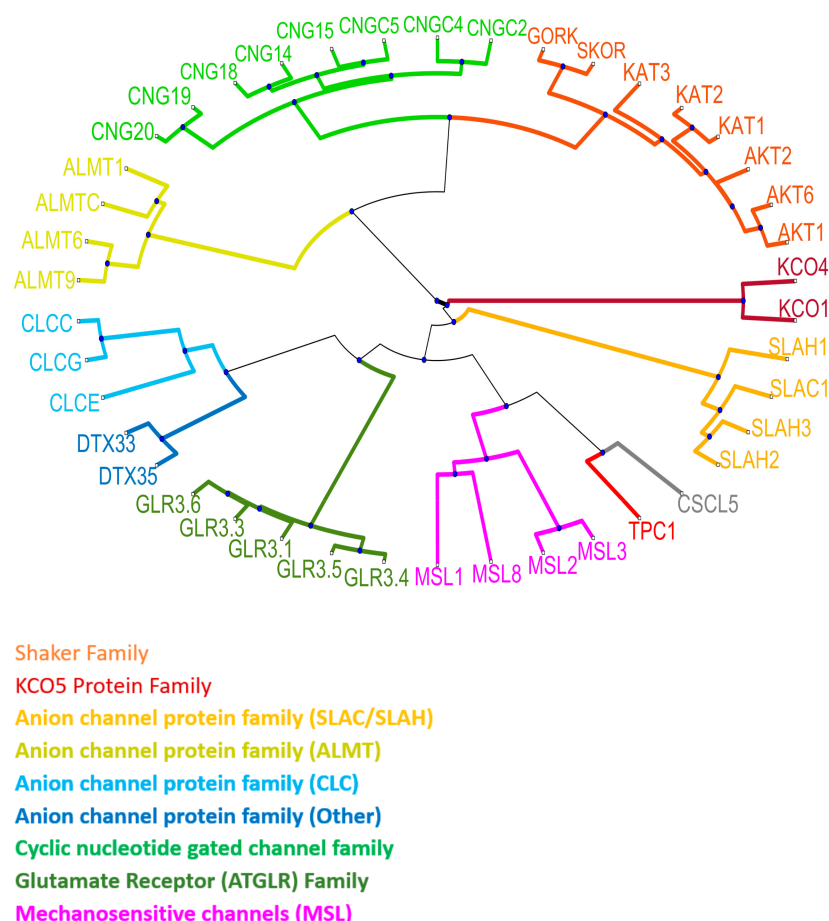 CNG20
CNG19
CNG18
CNG14
CNG15
CNGC5
CNGC4
CNGC2
GORK
SKOR
KAT3
KAT2
KAT1
AKT2
AKT6
AKT1
KCO4
KCO1
SLAH1
SLAC1
SLAH3
SLAH2
CSCL5
TPC1
MSL3
MSL2
MSL8
MSL1
GLR3.4
GLR3.5
GLR3.1
GLR3.3
GLR3.6
DTX35
DTX33
CLCE
CLCG
CLCC
ALMT9
ALMT6
ALMTC
ALMT1
Shaker Family
KCO5 Protein Family
Anion channel protein family (SLAC/SLAH)
Anion channel protein family (ALMT)
Anion channel protein family (CLC)
Anion channel protein family (Other)
Cyclic nucleotide gated channel family
Glutamate Receptor (ATGLR) Family
Mechanosensitive channels (MSL)